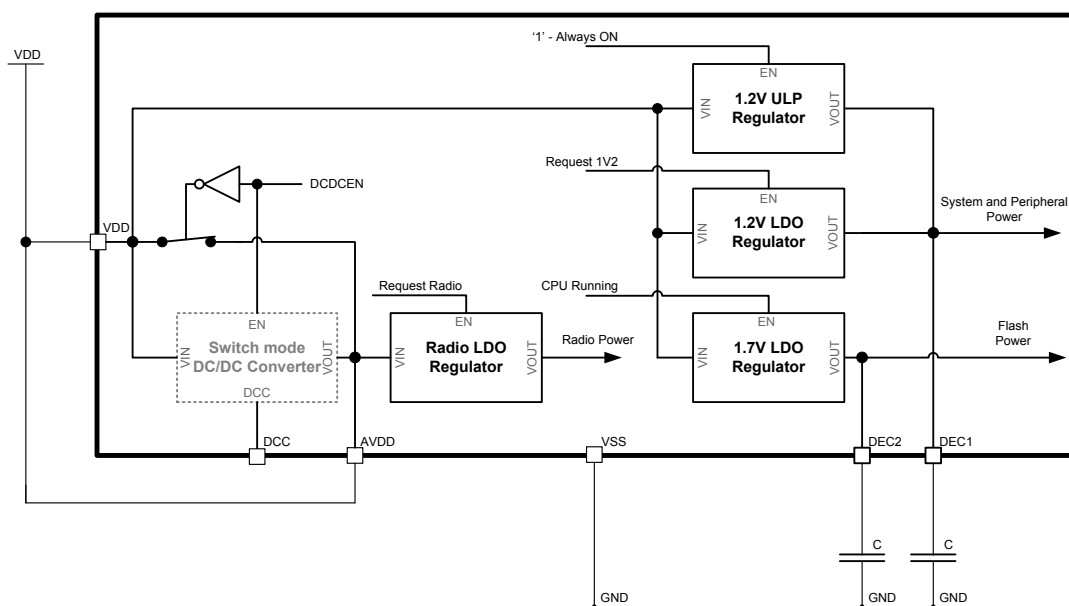 VDD
‘1’ - Always ON
EN
VIN
1.2V ULP
Regulator
VOUT
Request 1V2
EN
VIN
1.2V LDO
Regulator
VOUT
System and Peripheral
Power
DCDCEN
VDD
Request Radio
CPU Running
EN
VIN
Switch mode
DC/DC Converter
VOUT
DCC
EN
VIN
Radio LDO
Regulator
VOUT
Radio Power
EN
VIN
1.7V LDO
Regulator
VOUT
Flash
Power
DCC
AVDD
VSS
DEC2
DEC1
C
C
GND
GND
GND